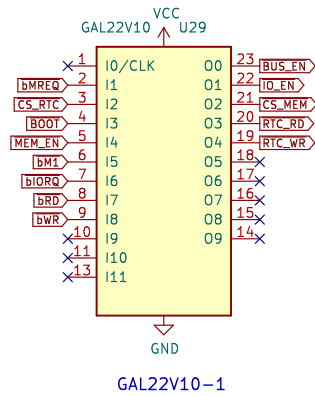 VCC
GAL22V10 U29
1 I0/CLK O0 23 BUS_EN
bMREQ 2 I1 O1 22 IO_EN
CS_RTC 3 I2 O2 21 CS_MEM
BOOT 4 I3 O3 20 RTC_RD
MEM_EN 5 I4 O4 19 RTC_WR
bM1 6 I5 O5 18
bIORQ 7 I6 O6 17
bRD 8 I7 O7 16
bWR 9 I8 O8 15
10 I9 O9 14
11 I10
13 I11
GND
GAL22V10-1